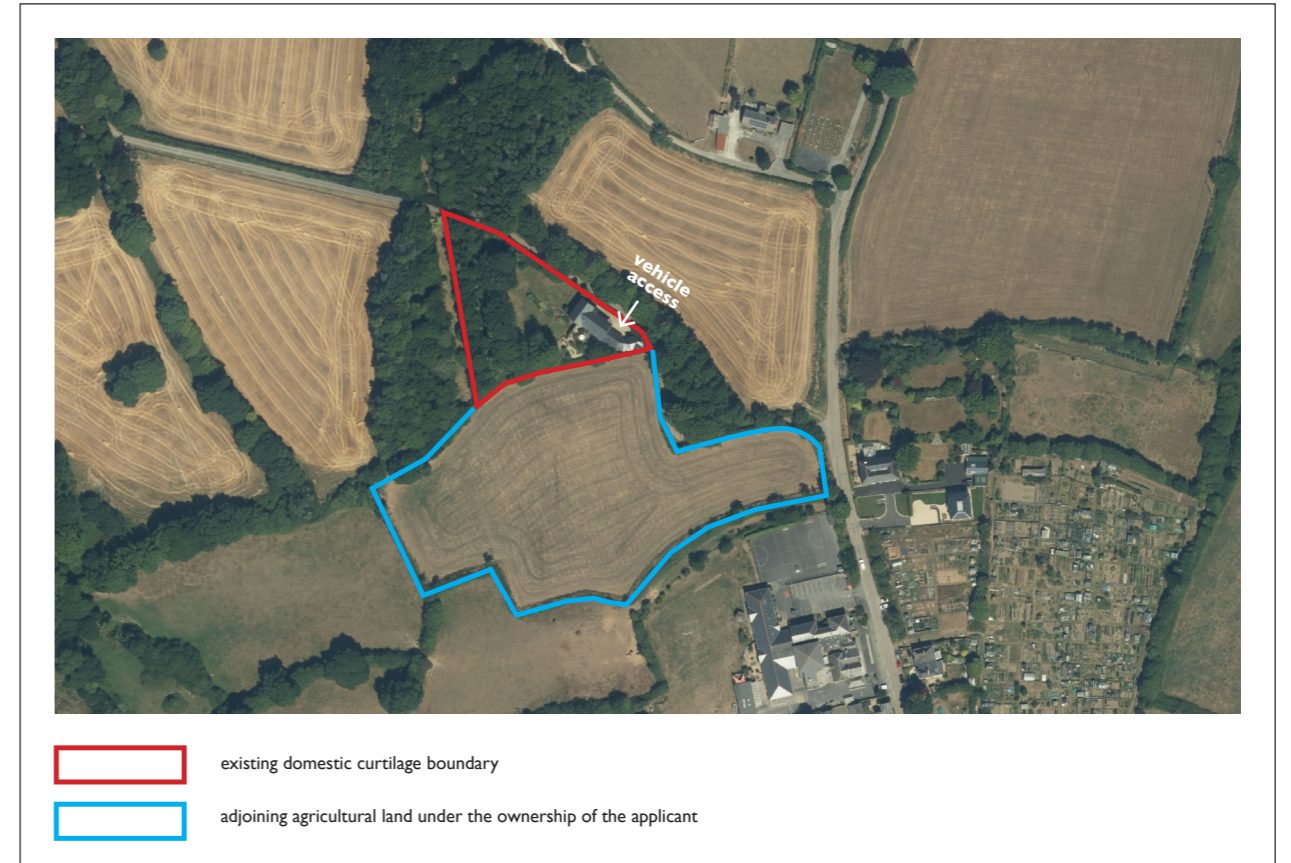 vehicle
access
existing domestic curtilage boundary
adjoining agricultural land under the ownership of the applicant